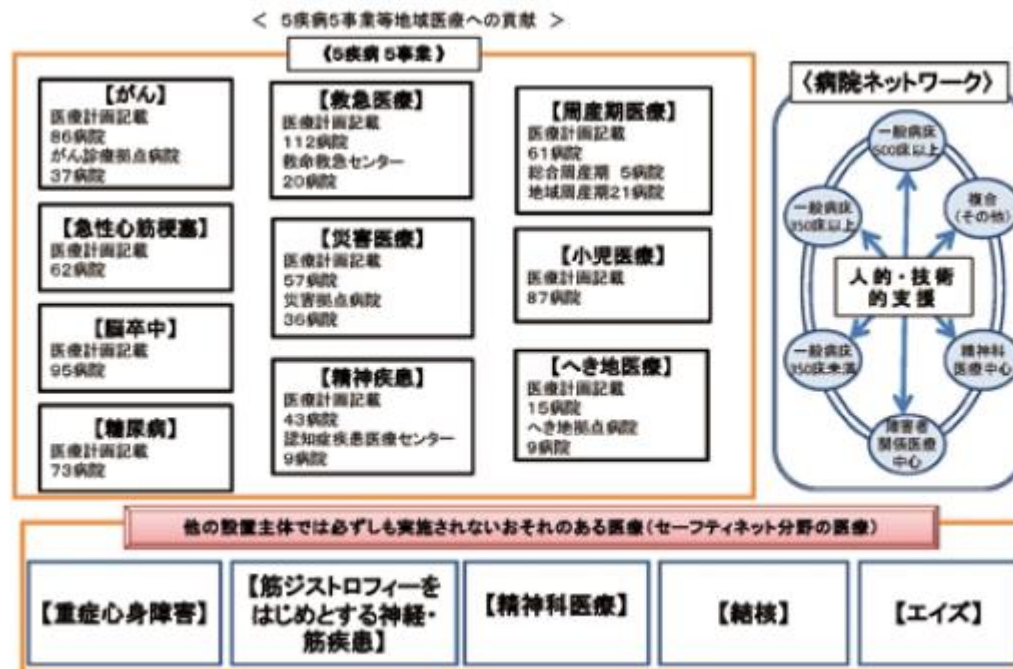 < 5疾病5事業等地域医療への貢献 >
《5疾病5事業》
【がん】
医療計画記載
86病院
がん診療拠点病院
37病院
【急性心筋梗塞】
医療計画記載
62病院
【脳卒中】
医療計画記載
95病院
【糖尿病】
医療計画記載
73病院
【救急医療】
医療計画記載
112病院
救命救急センター
20病院
【災害医療】
医療計画記載
57病院
災害拠点病院
36病院
【精神疾患】
医療計画記載
43病院
認知症疾患医療センター
9病院
【周産期医療】
医療計画記載
61病院
総合周産期 5病院
地域周産期21病院
【小児医療】
医療計画記載
87病院
【へき地医療】
医療計画記載
15病院
へき地拠点病院
9病院
〈病院ネットワーク〉
一般病床
500床以上
複合
(その他)
一般病床
350床以上
人的・技術
的支援
一般病床
350床未満
精神科
医療中心
障害者
関係医療
中心
他の設置主体では必ずしも実施されないおそれのある医療(セーフティネット分野の医療)
【重症心身障害】
【筋ジストロフィーを
はじめとする神経・
筋疾患】
【精神科医療】
【結核】
【エイズ】